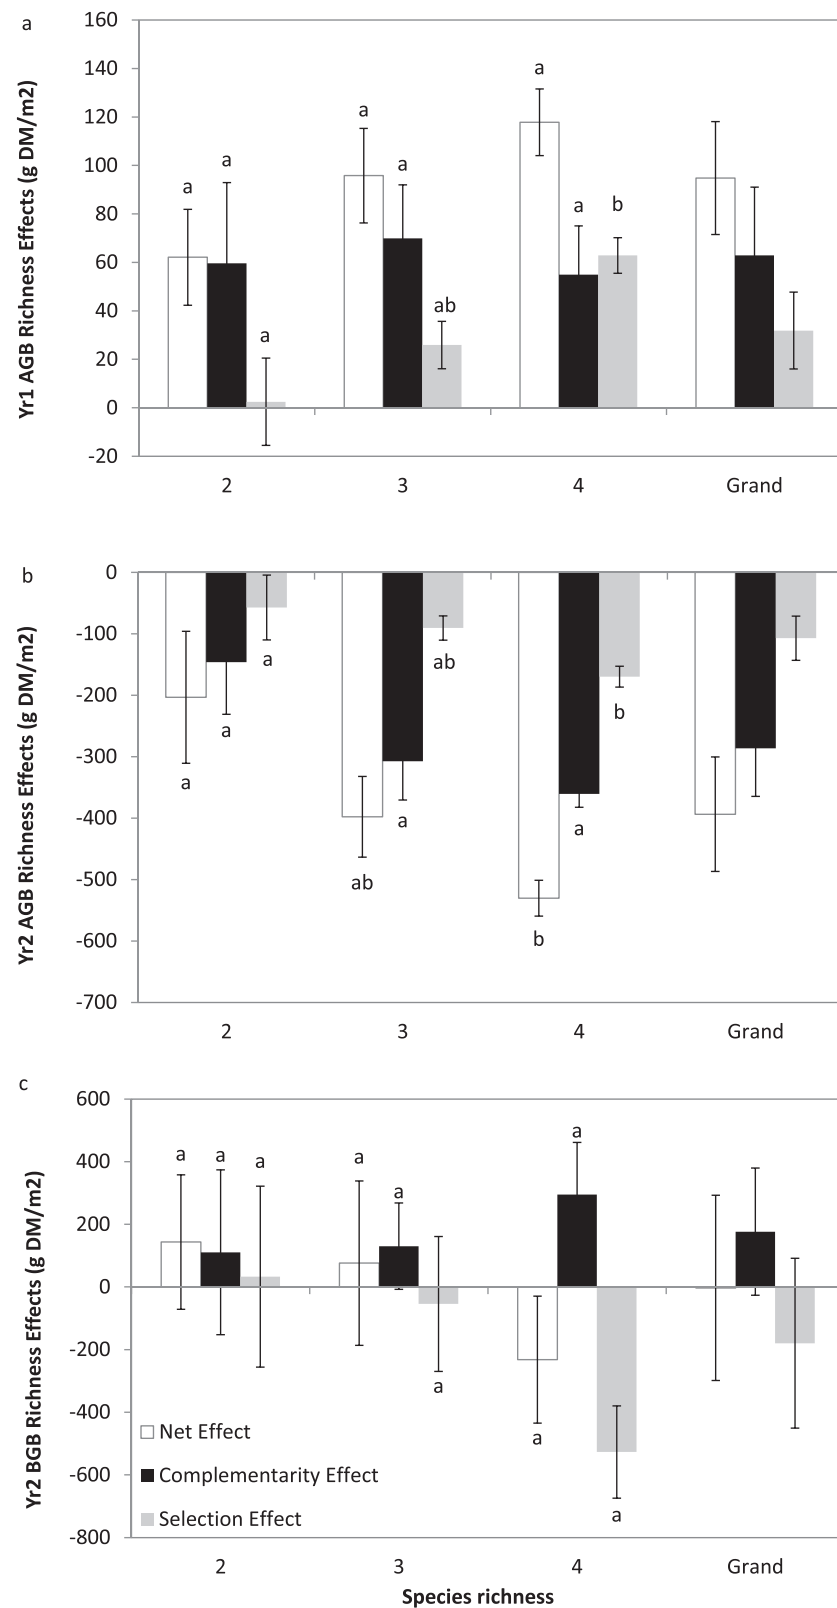 a
Yr1 AGB Richness Effects (g DM/m2)
160
140
120
100
80
60
40
20
0
-20
a
a
a
a
a
ab
a
a
b
2
3
4
Grand
b
Yr2 AGB Richness Effects (g DM/m2)
0
-100
-200
-300
-400
-500
-600
-700
a
a
a
ab
a
ab
b
a
b
2
3
4
Grand
c
Yr2 BGB Richness Effects (g DM/m2)
600
400
200
0
-200
-400
-600
-800
a
a
a
a
a
a
a
a
a
Net Effect
Complementarity Effect
Selection Effect
2
3
4
Grand
Species richness